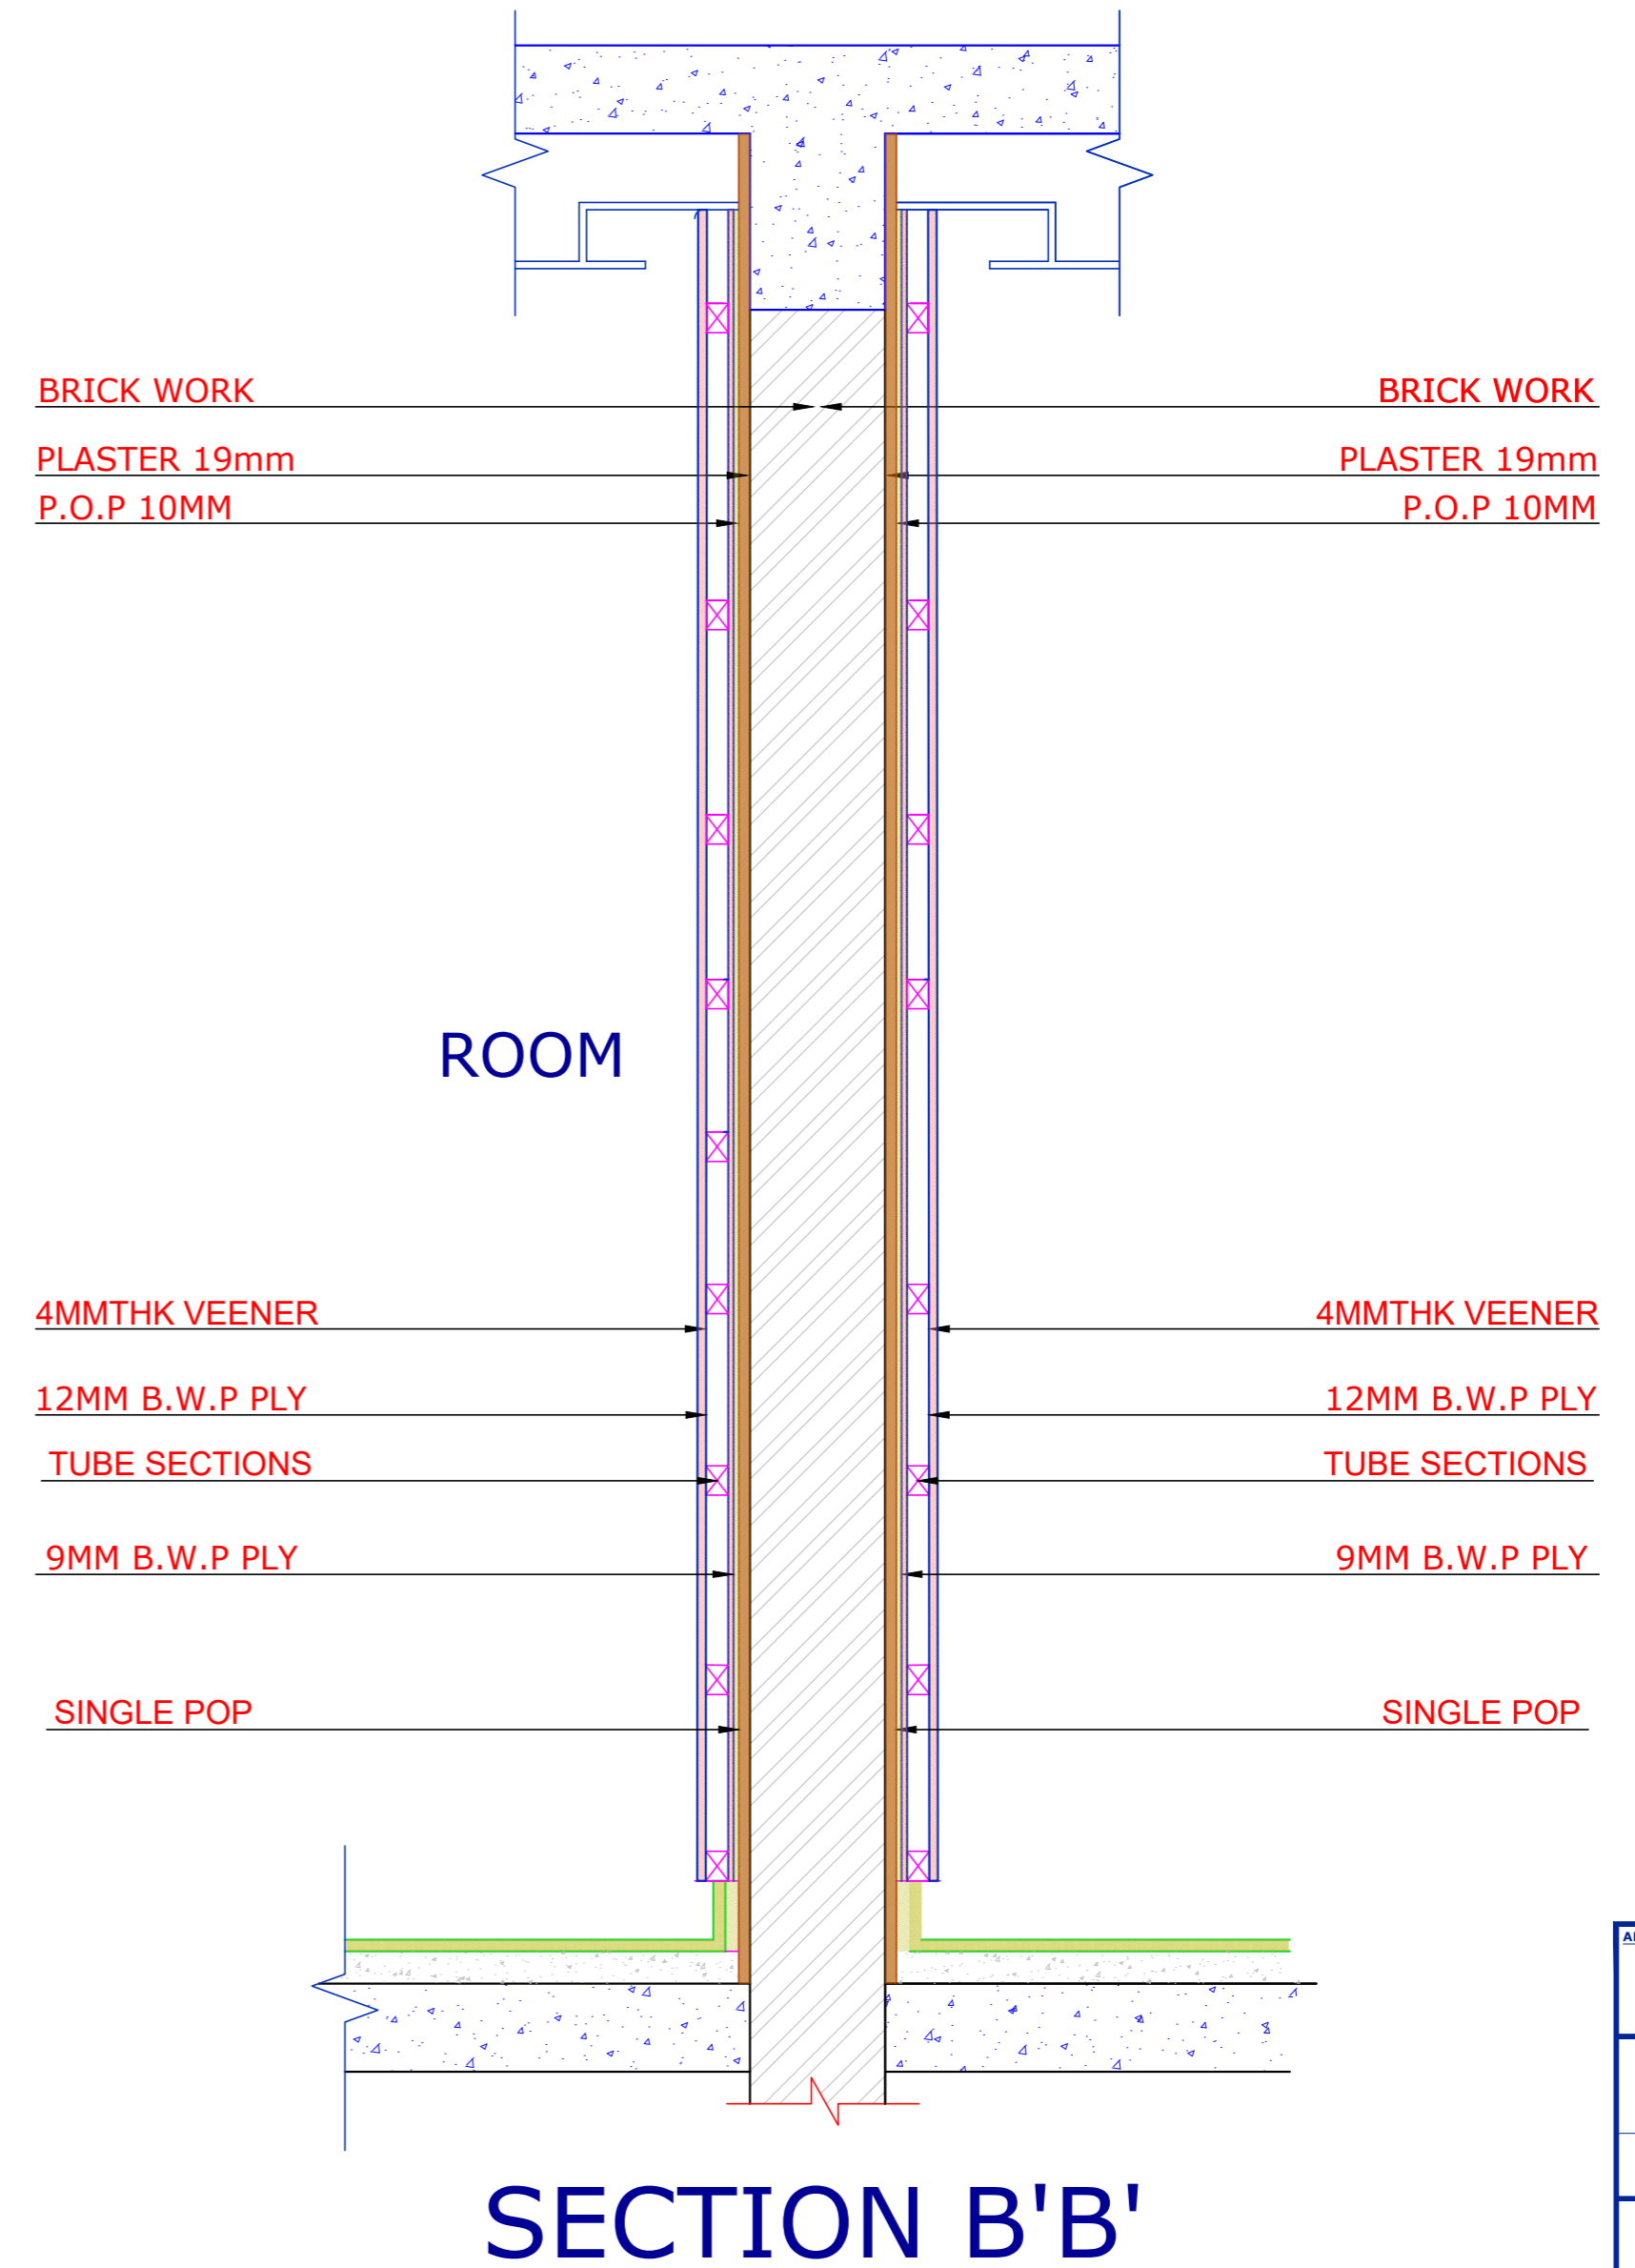 BRICK WORK BRICK WORK
PLASTER 19mm PLASTER 19mm
P.O.P 10MM P.O.P 10MM
ROOM
4MMTHK VEENER 4MMTHK VEENER
12MM B.W.P PLY 12MM B.W.P PLY
TUBE SECTIONS TUBE SECTIONS
9MM B.W.P PLY 9MM B.W.P PLY
SINGLE POP SINGLE POP
SECTION B'B'